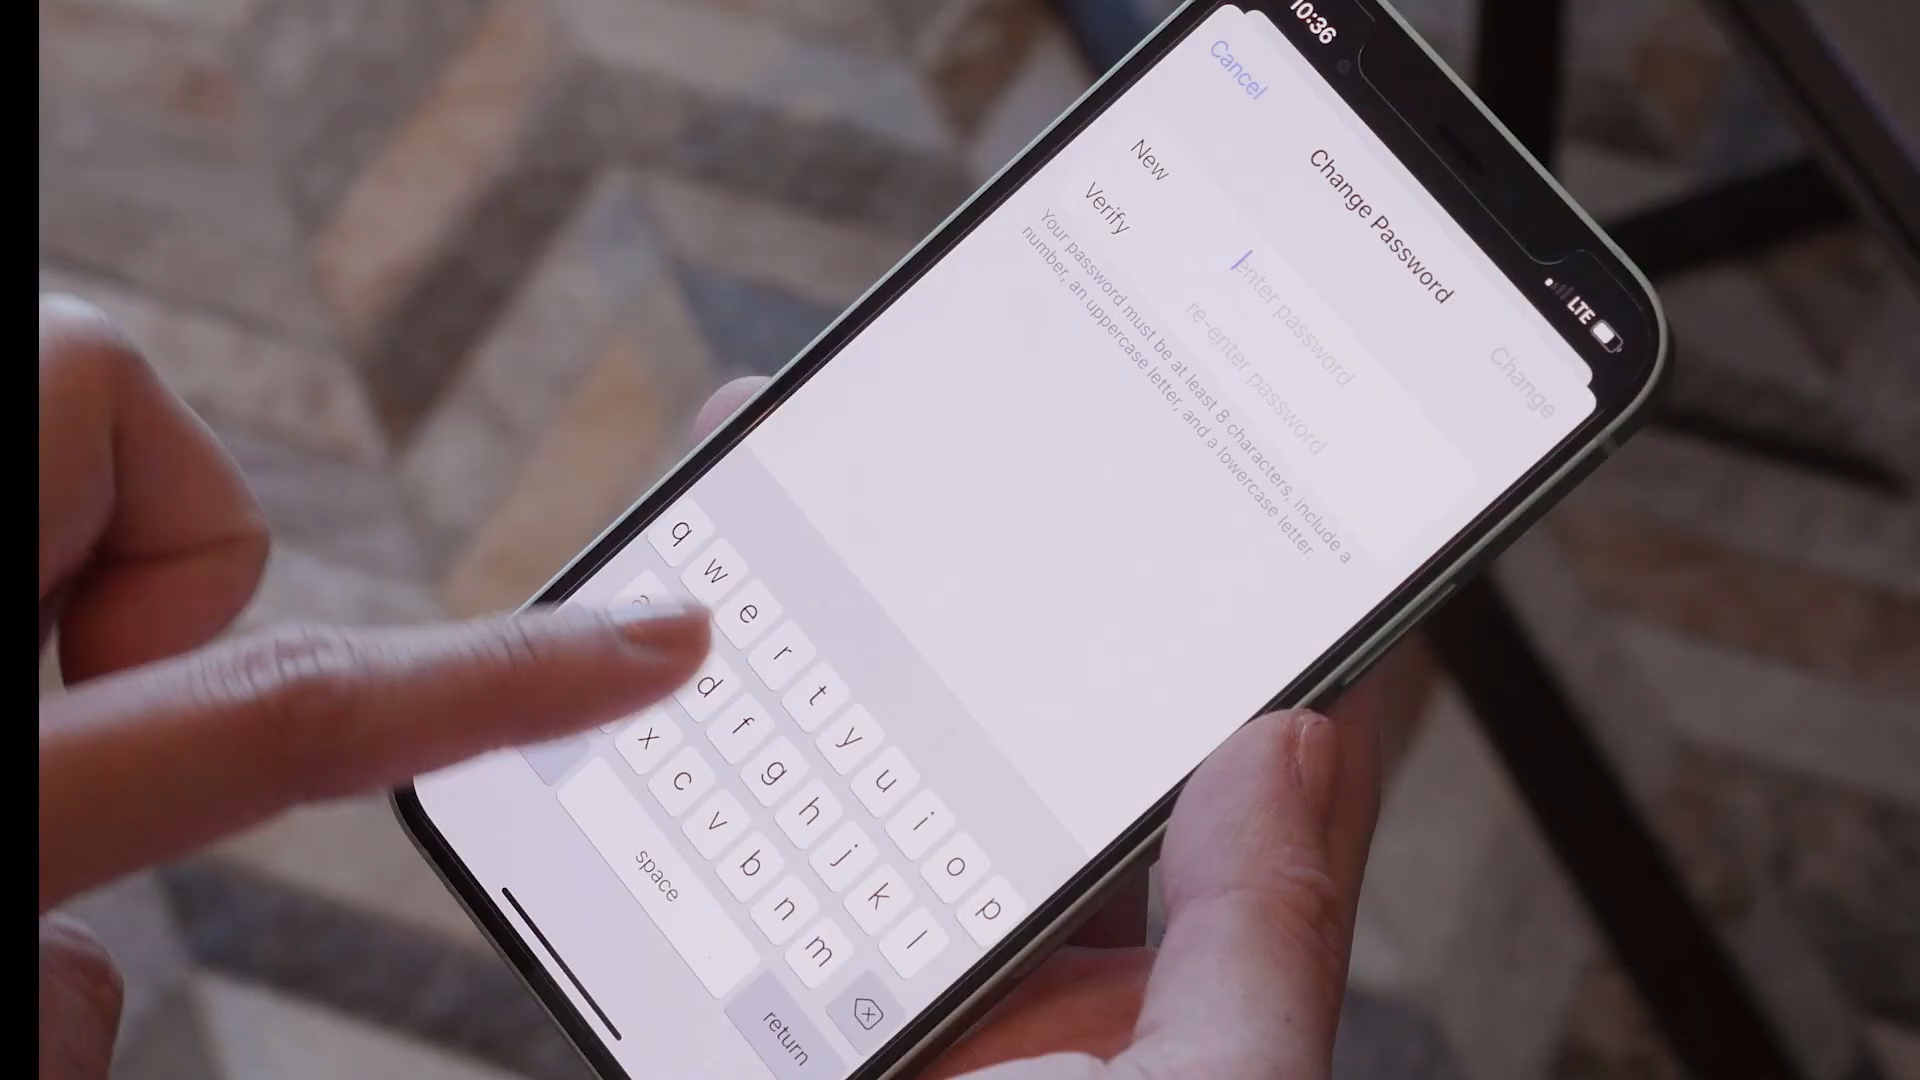 10:36
LTE
Cancel
Change Password
Change
New
enter password
Verify
re-enter password
Your password must be at least 8 characters, include a
number, an uppercase letter, and a lowercase letter.
q w e r t y u i o p
a d f g h j k l
x c v b n m
space
return